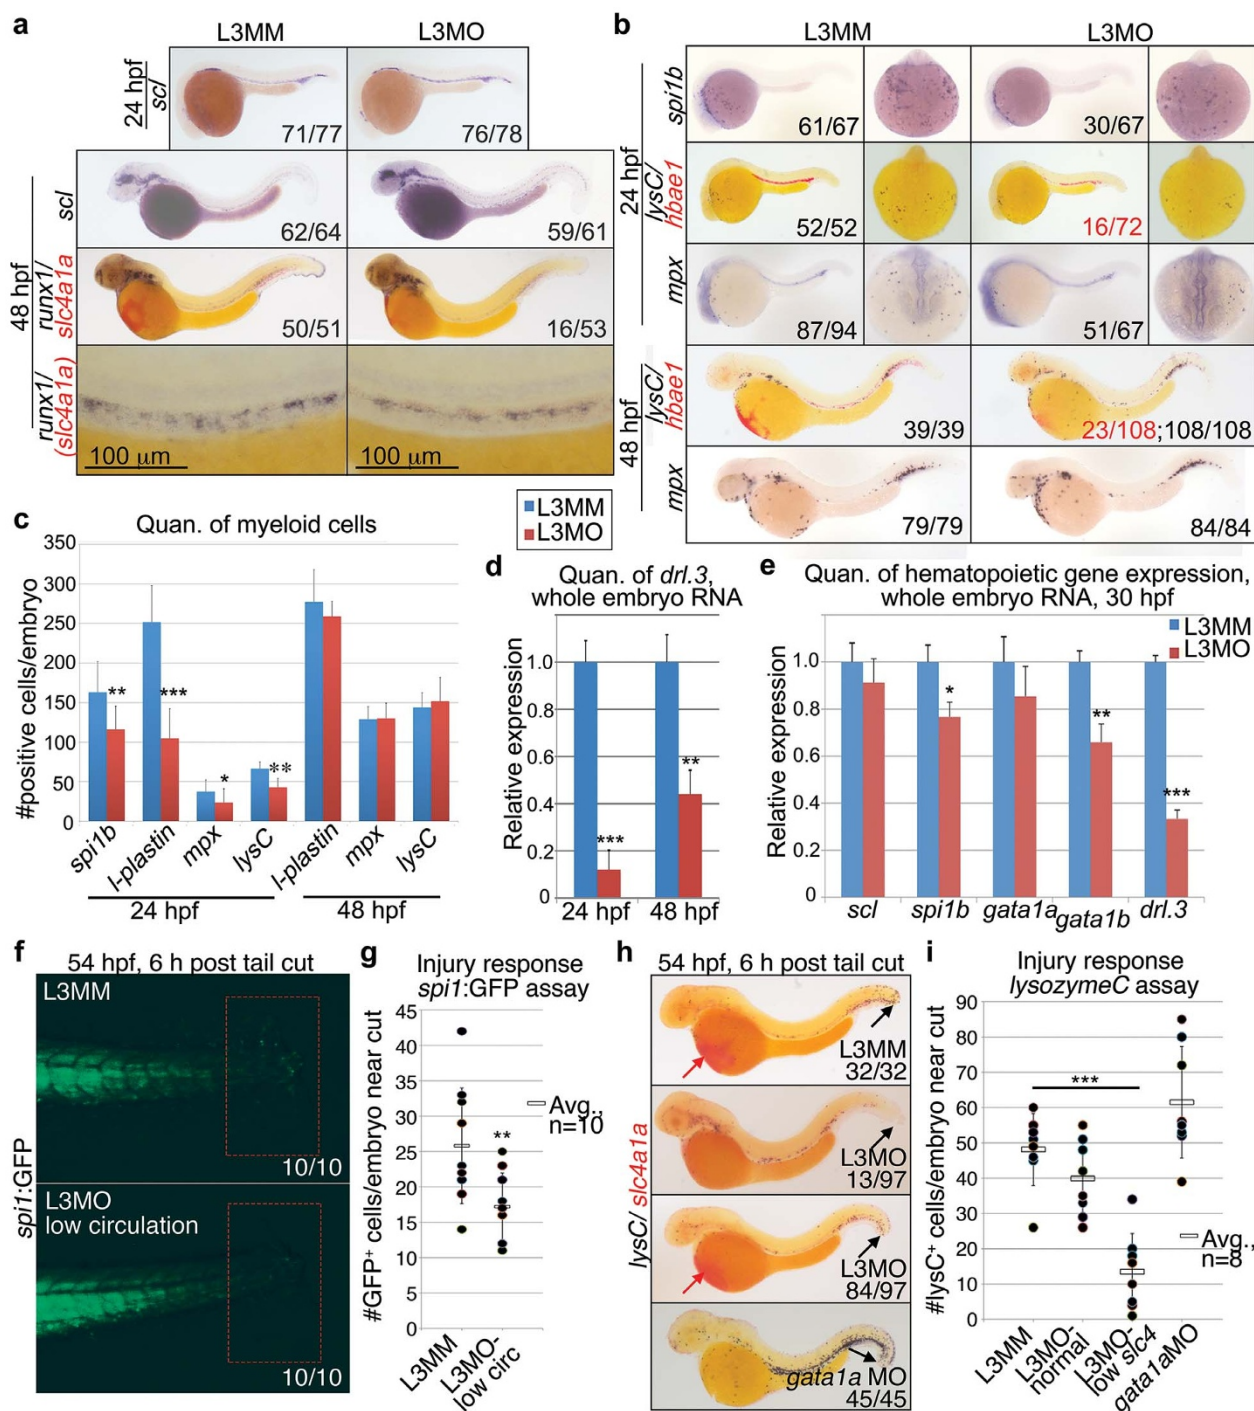 a
L3MM
L3MO
24 hpf
scl
71/77
76/78
48 hpf
scl
62/64
59/61
runx1/
slc4a1a
50/51
16/53
runx1/
(slc4a1a)
100 µm
100 µm
b
L3MM
L3MO
24 hpf
spi1b
61/67
30/67
lysC/
hbae1
52/52
16/72
mpx
87/94
51/67
48 hpf
lysC/
hbae1
39/39
23/108;108/108
mpx
79/79
84/84
c
Quan. of myeloid cells
L3MM
L3MO
#positive cells/embryo
350
300
250
200
150
100
50
0
**
***
*
**
spi1b
l-plastin
mpx
lysC
l-plastin
mpx
lysC
24 hpf
48 hpf
d
Quan. of drl.3,
whole embryo RNA
Relative expression
1.0
0.8
0.6
0.4
0.2
0
***
**
24 hpf
48 hpf
e
Quan. of hematopoietic gene expression,
whole embryo RNA, 30 hpf
L3MM
L3MO
Relative expression
1.0
0.8
0.6
0.4
0.2
0
*
**
***
scl
spi1b
gata1a
gata1b
drl.3
f
54 hpf, 6 h post tail cut
spi1:GFP
L3MM
10/10
L3MO
low circulation
10/10
g
Injury response
spi1:GFP assay
#GFP+ cells/embryo near cut
45
40
35
30
25
20
15
10
5
0
**
Avg.,
n=10
L3MM
L3MO-
low circ
h
54 hpf, 6 h post tail cut
lysC/ slc4a1a
L3MM
32/32
L3MO
13/97
L3MO
84/97
gata1a MO
45/45
i
Injury response
lysozymeC assay
#lysC+ cells/embryo near cut
90
80
70
60
50
40
30
20
10
0
***
Avg.,
n=8
L3MM
L3MO-
normal
L3MO-
low slc4
gata1aMO